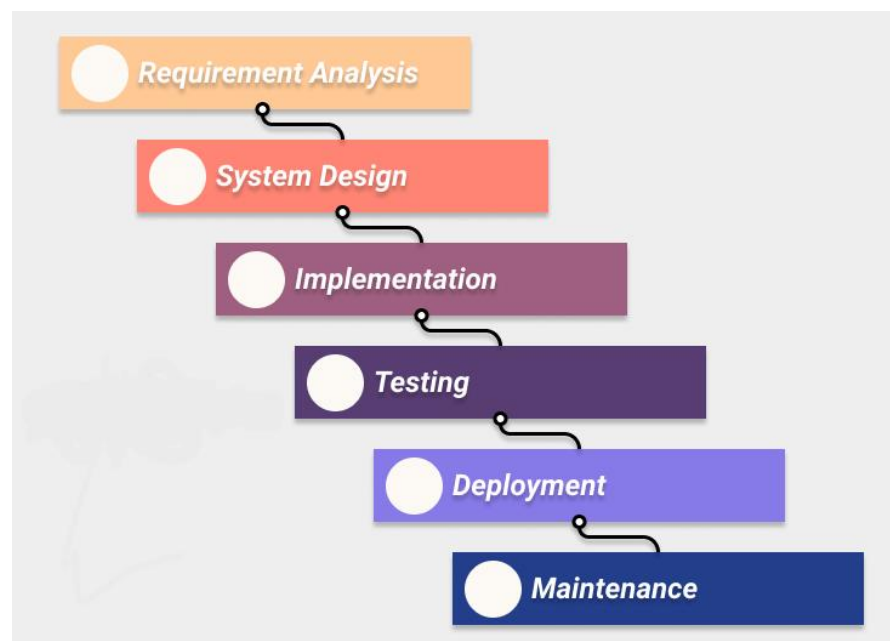 Requirement Analysis
System Design
Implementation
Testing
Deployment
Maintenance